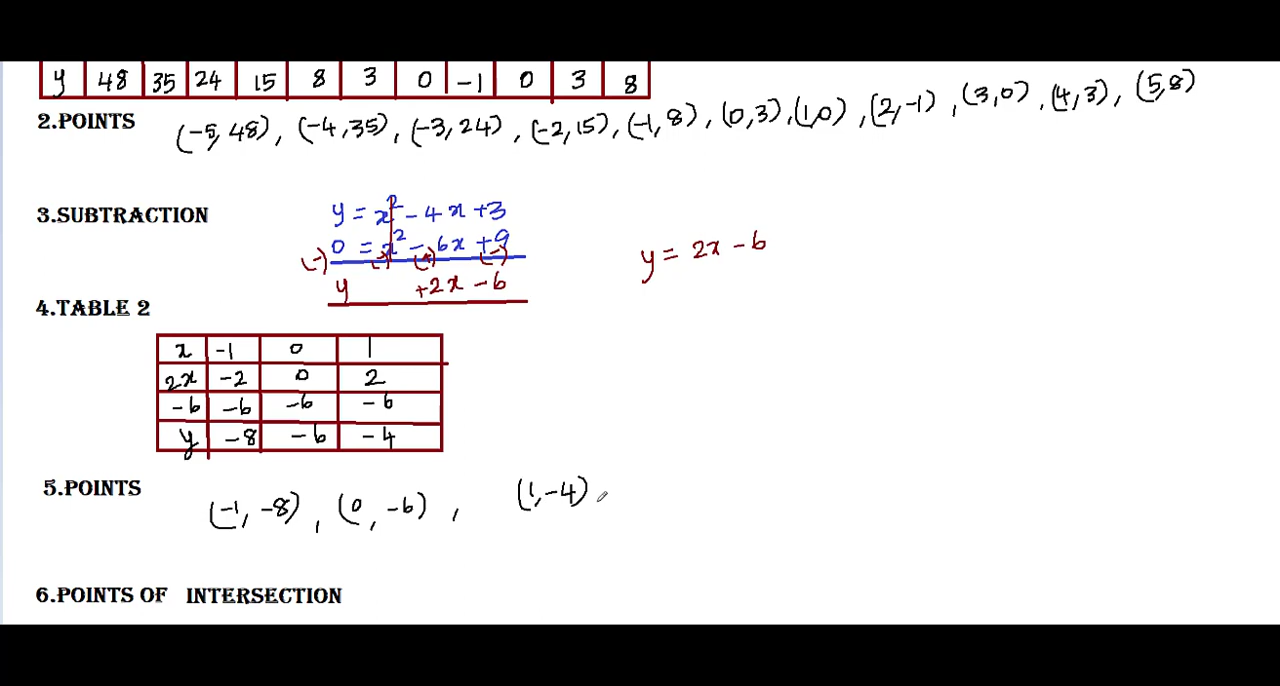 y 48 35 24 15 8 3 0 -1 0 3 8
2.POINTS (-5, 48), (-4, 35), (-3, 24), (-2, 15), (-1, 8), (0, 3), (1, 0), (2, -1), (3, 0), (4, 3), (5, 8)
3.SUBTRACTION
y = x² - 4x + 3
0 = x² - 6x + 9
(-) (-) (+) (-)
y +2x - 6
y = 2x - 6
4.TABLE 2
x -1 0 1
2x -2 0 2
-6 -6 -6 -6
y -8 -6 -4
5.POINTS (-1, -8), (0, -6), (1, -4)
6.POINTS OF INTERSECTION